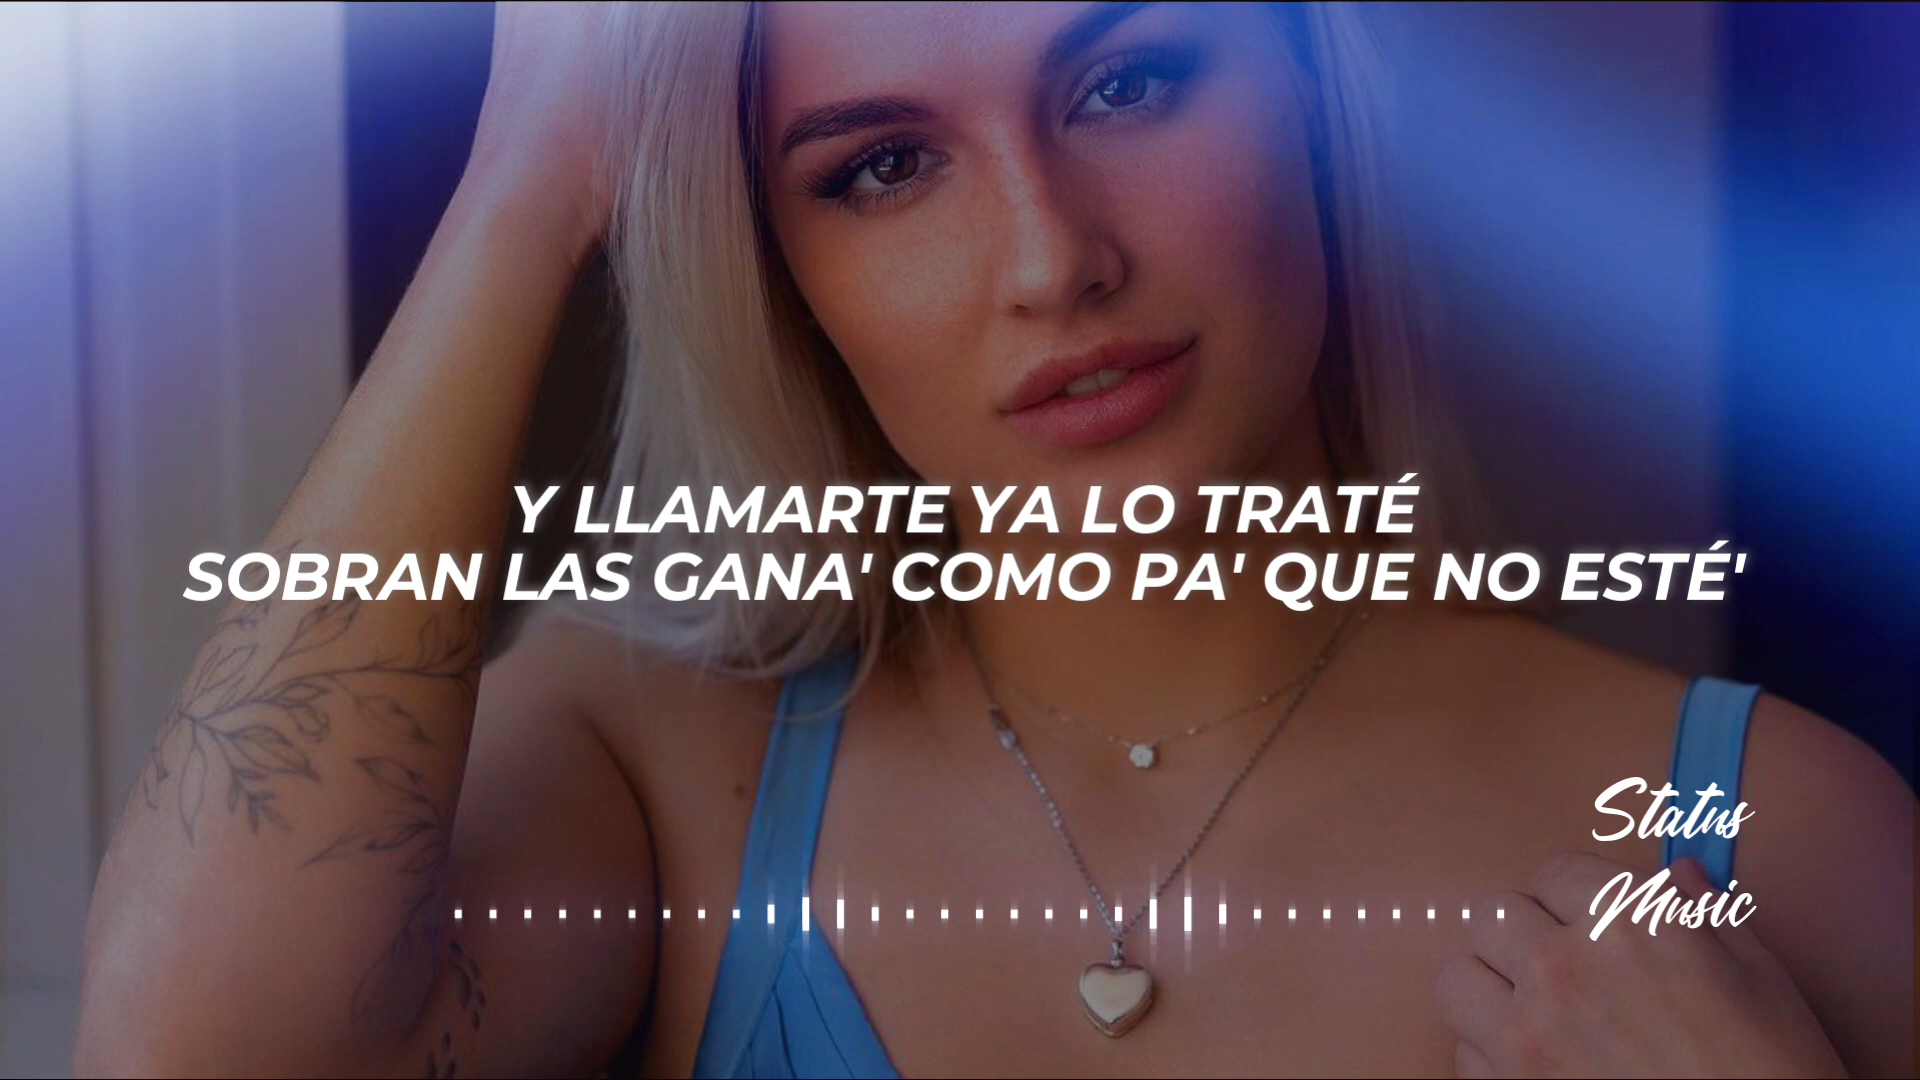 Y LLAMARTE YA LO TRATÉ
SOBRAN LAS GANA' COMO PA' QUE NO ESTÉ'
Status
Music